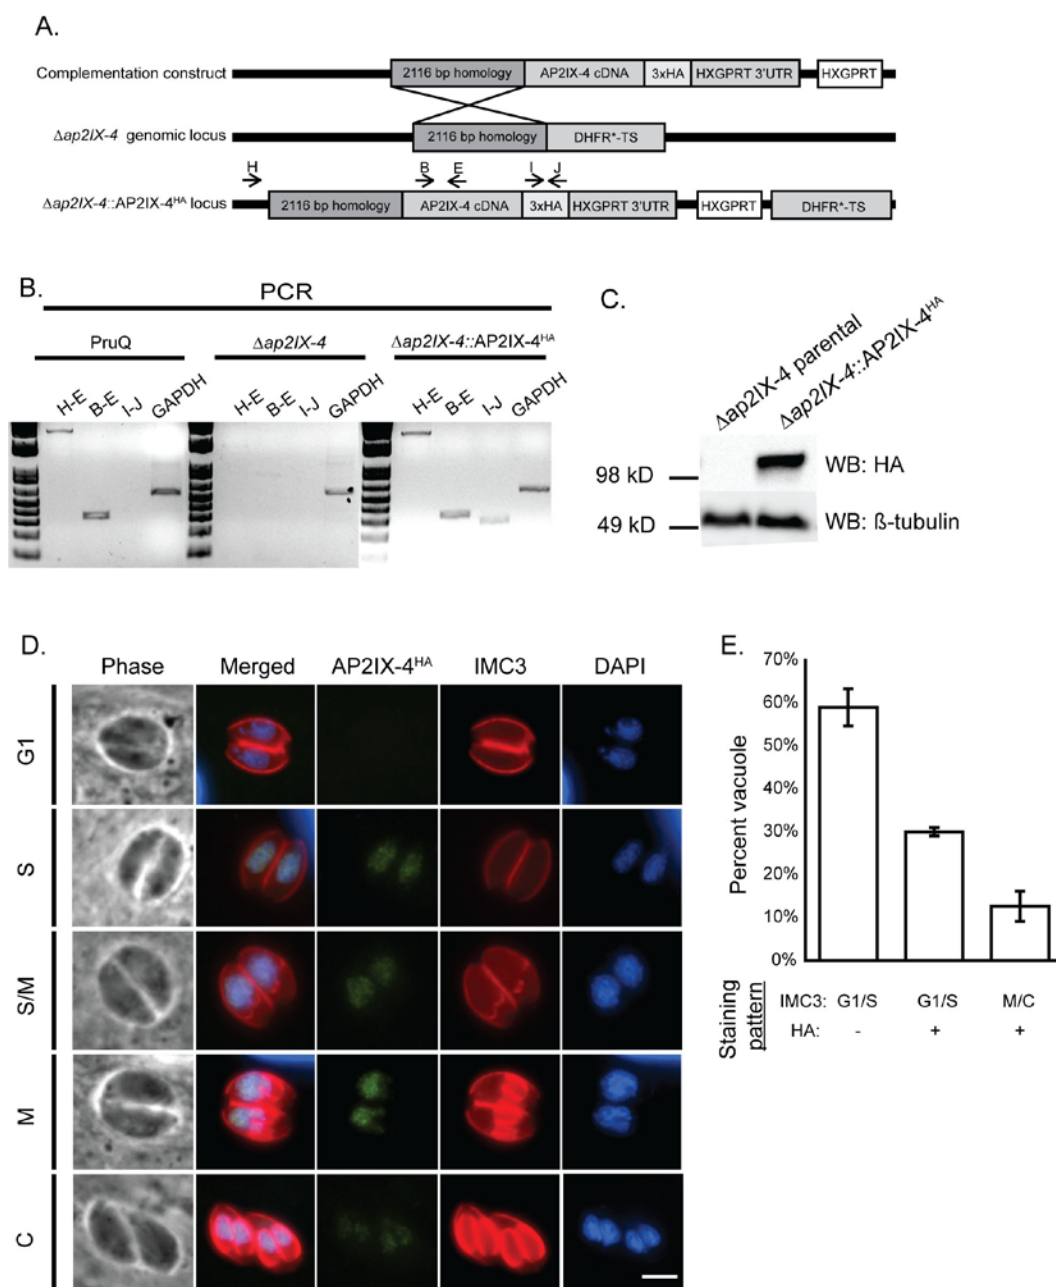 A.
Complementation construct
2116 bp homology
AP2IX-4 cDNA
3xHA
HXGPRT 3'UTR
HXGPRT
Δap2IX-4 genomic locus
2116 bp homology
DHFR*-TS
H
B
E
I
J
Δap2IX-4::AP2IX-4HA locus
2116 bp homology
AP2IX-4 cDNA
3xHA
HXGPRT 3'UTR
HXGPRT
DHFR*-TS
B.
PCR
PruQ
Δap2IX-4
Δap2IX-4::AP2IX-4HA
H-E
B-E
I-J
GAPDH
H-E
B-E
I-J
GAPDH
H-E
B-E
I-J
GAPDH
C.
Δap2IX-4 parental
Δap2IX-4::AP2IX-4HA
98 kD
WB: HA
49 kD
WB: ß-tubulin
D.
Phase
Merged
AP2IX-4HA
IMC3
DAPI
G1
S
S/M
M
C
E.
Percent vacuole
70%
60%
50%
40%
30%
20%
10%
0%
Staining pattern
IMC3: G1/S G1/S M/C
HA: - + +